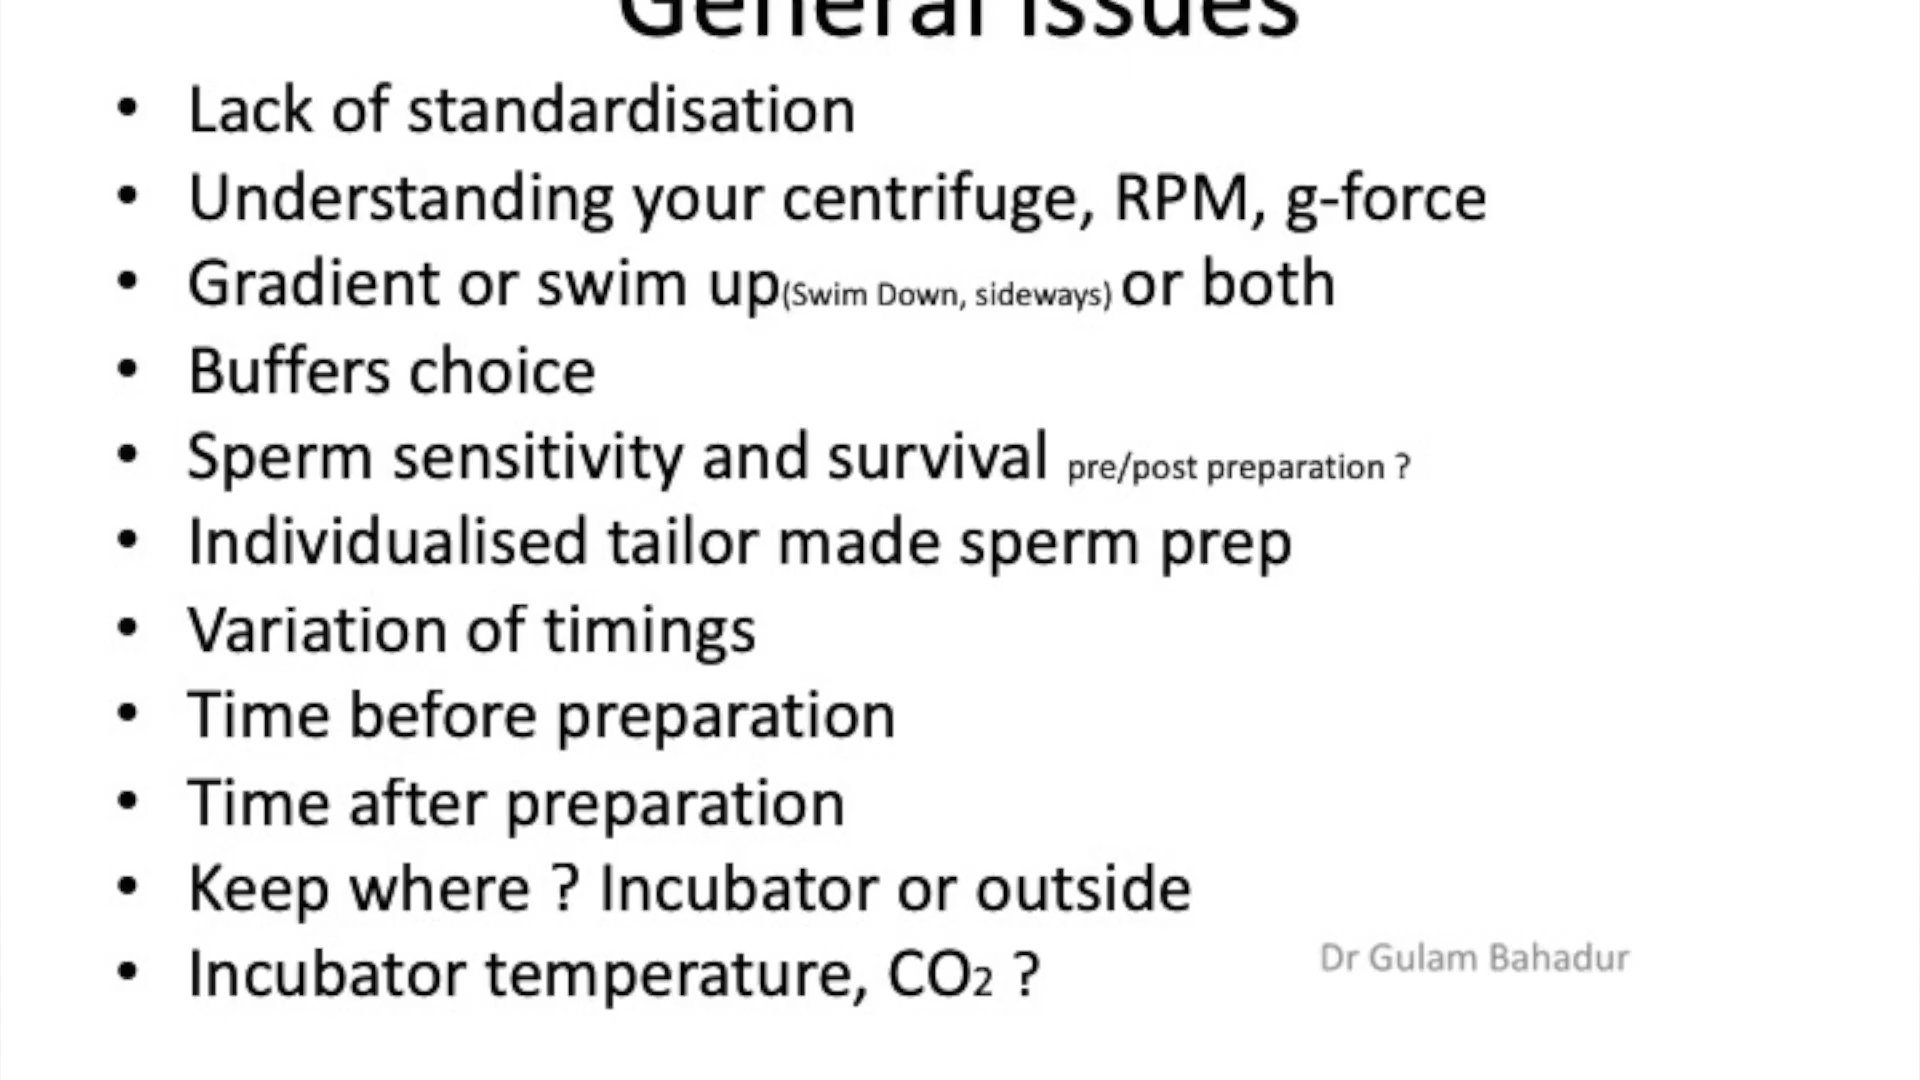 General issues
• Lack of standardisation
• Understanding your centrifuge, RPM, g-force
• Gradient or swim up(Swim Down, sideways) or both
• Buffers choice
• Sperm sensitivity and survival pre/post preparation ?
• Individualised tailor made sperm prep
• Variation of timings
• Time before preparation
• Time after preparation
• Keep where ? Incubator or outside
• Incubator temperature, CO2 ?
Dr Gulam Bahadur